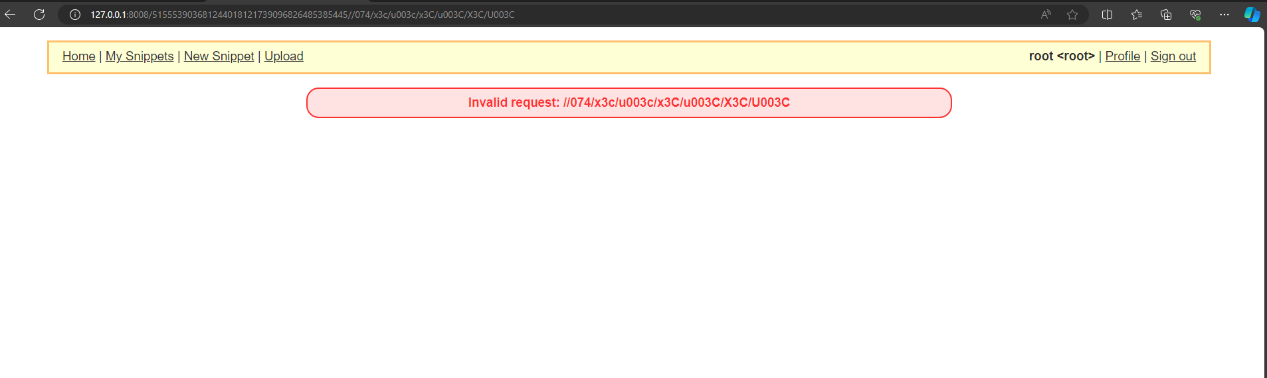 127.0.0.1:8008/515553903681244018121739096826485385445//074/x3c/u003c/x3C/u003C/X3C/U003C
Home | My Snippets | New Snippet | Upload
root <root> | Profile | Sign out
Invalid request: //074/x3c/u003c/x3C/u003C/X3C/U003C